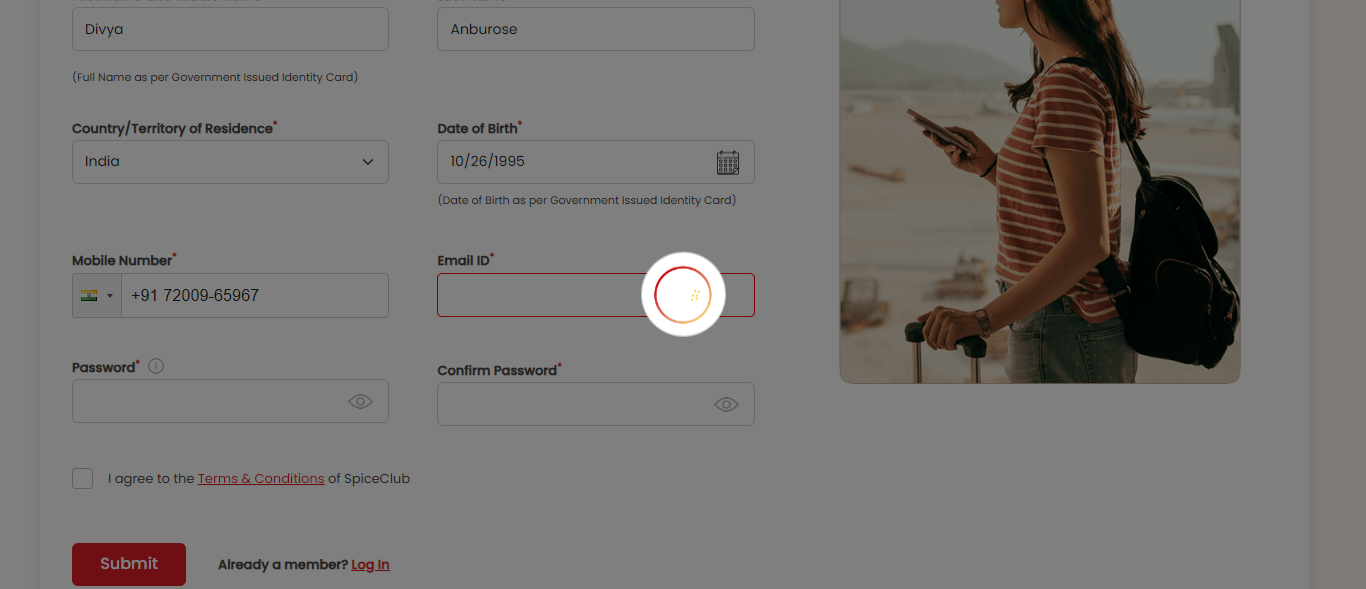 Divya
Anburose
(Full Name as per Government Issued Identity Card)
Country/Territory of Residence*
Date of Birth*
India
10/26/1995
(Date of Birth as per Government Issued Identity Card)
Mobile Number*
Email ID*
+91 72009-65967
Password*
Confirm Password*
I agree to the Terms & Conditions of SpiceClub
Submit
Already a member? Log In